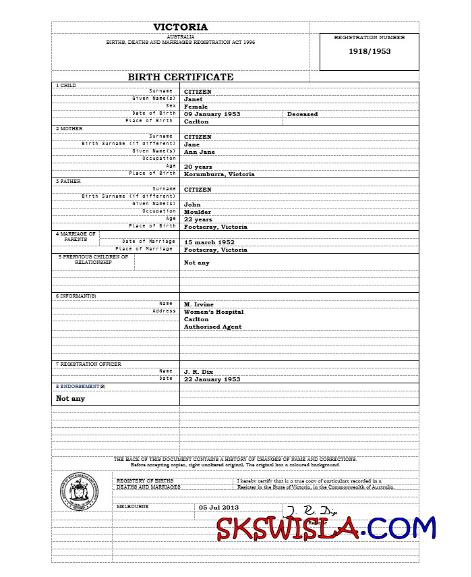 VICTORIA
AUSTRALIA
BIRTHS, DEATHS AND MARRIAGES REGISTRATION ACT 1996
REGISTRATION NUMBER
1918/1953
BIRTH CERTIFICATE
1 CHILD
Surname CITIZEN
Given Name(s) Janet
Sex Female
Date of Birth 09 January 1953 Deceased
Place of Birth Carlton
2 MOTHER
Surname CITIZEN
Birth Surname (if different) Jane
Given Name(s) Ann Jane
Occupation
Age 20 years
Place of Birth Korumburra, Victoria
3 FATHER
Surname CITIZEN
Birth Surname (if different)
Given Name(s) John
Occupation Moulder
Age 22 years
Place of Birth Footscray, Victoria
4 MARRIAGE OF PARENTS
Date of Marriage 15 march 1952
Place of Marriage Footscray, Victoria
5 PREVIOUS CHILDREN OF RELATIONSHIP
Not any
6 INFORMANT(S)
Name M. Irvine
Address Women's Hospital
Carlton
Authorised Agent
7 REGISTRATION OFFICER
Name J. R. Dix
Date 22 January 1953
8 ENDORSEMENT(S)
Not any
THE BACK OF THIS DOCUMENT CONTAINS A HISTORY OF CHANGES OF NAME AND CORRECTIONS.
Before accepting copies, sight unaltered original. The original has a coloured background.
REGISTRY OF BIRTHS
DEATHS AND MARRIAGES
I hereby certify that is a true copy of particulars recorded in a
Register in the State of Victoria, in the Commonwealth of Australia.
MELBOURNE 05 Jul 2013
J. R. Dix
SKSWISLA.COM